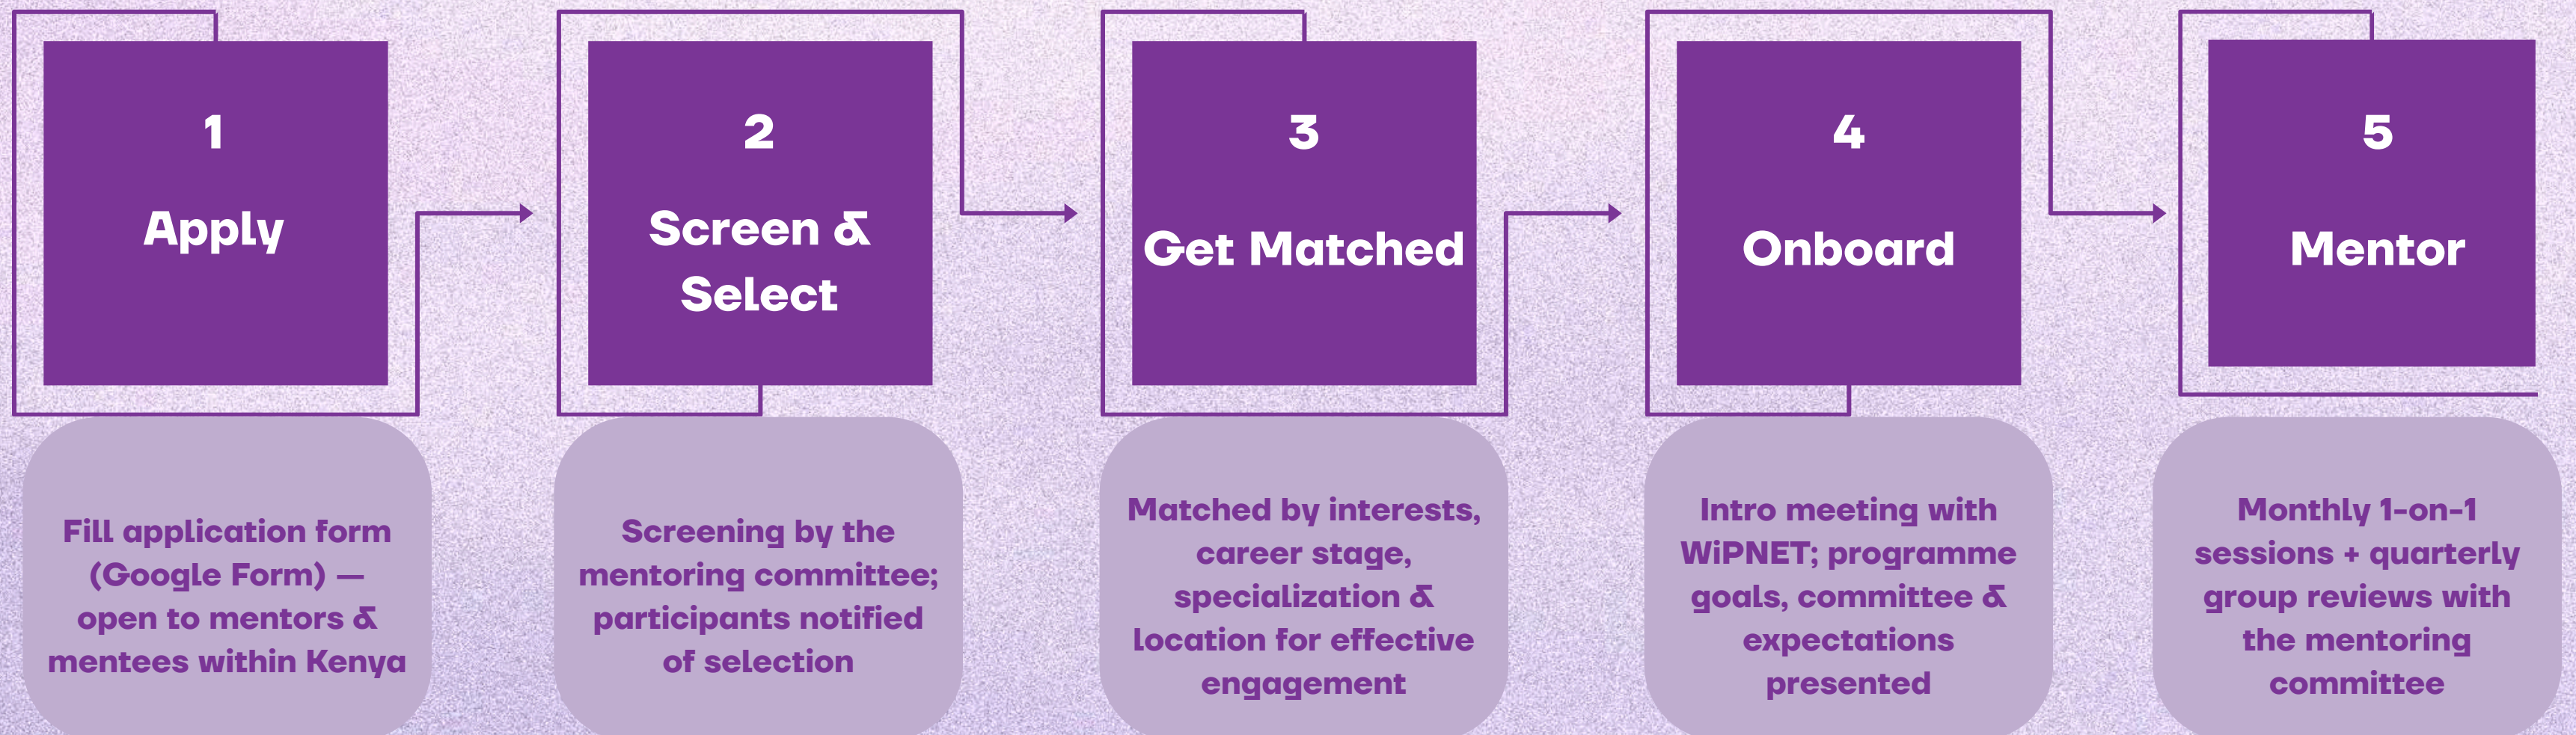 1
Apply
Fill application form
(Google Form) —
open to mentors &
mentees within Kenya
2
Screen &
Select
Screening by the
mentoring committee;
participants notified
of selection
3
Get Matched
Matched by interests,
career stage,
specialization &
location for effective
engagement
4
Onboard
Intro meeting with
WiPNET; programme
goals, committee &
expectations
presented
5
Mentor
Monthly 1-on-1
sessions + quarterly
group reviews with
the mentoring
committee